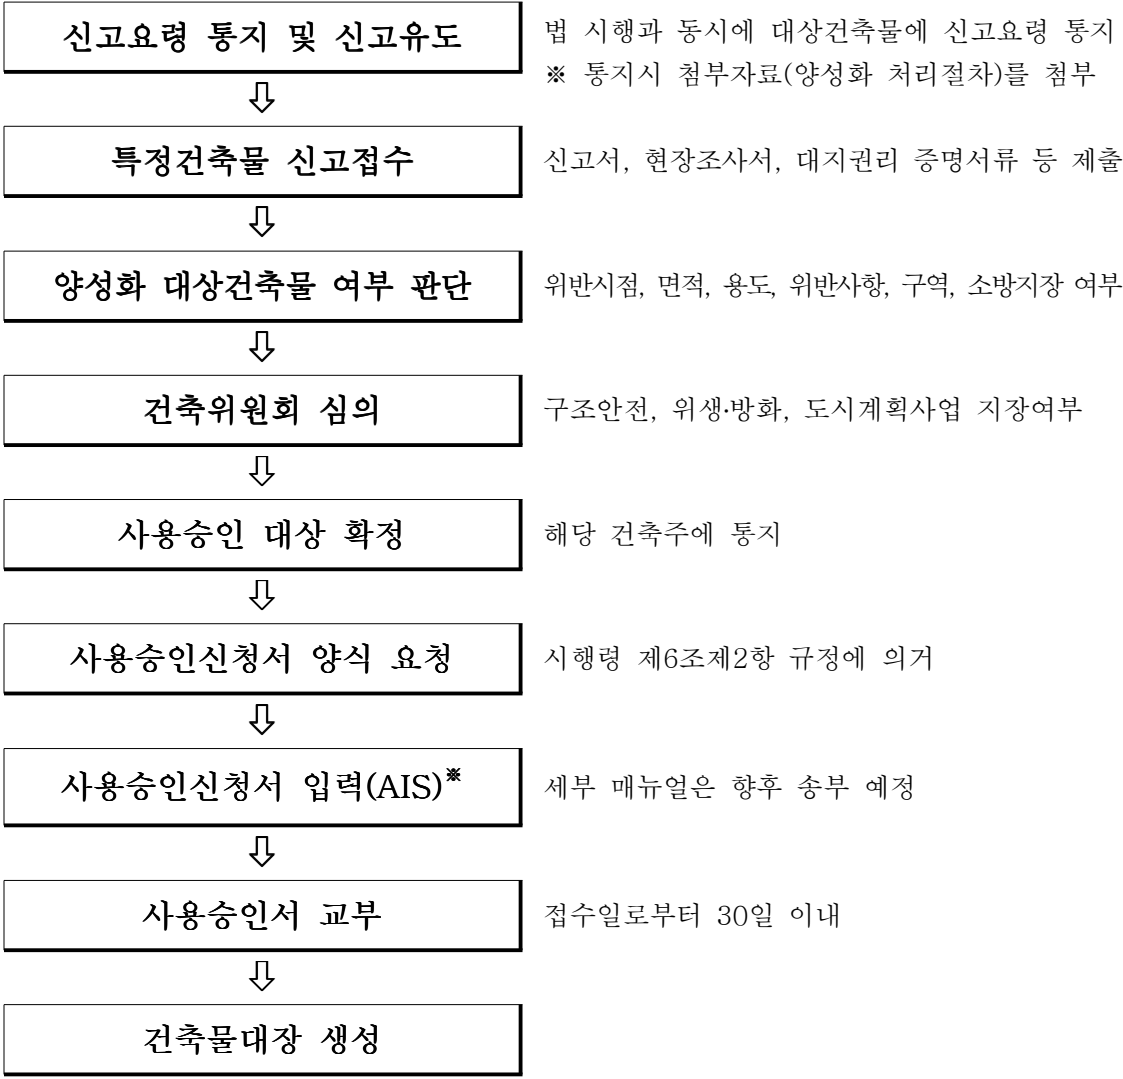 신고요령 통지 및 신고유도
법 시행과 동시에 대상건축물에 신고요령 통지
※ 통지시 첨부자료(양성화 처리절차)를 첨부
⇩
특정건축물 신고접수
신고서, 현장조사서, 대지권리 증명서류 등 제출
⇩
양성화 대상건축물 여부 판단
위반시점, 면적, 용도, 위반사항, 구역, 소방지장 여부
⇩
건축위원회 심의
구조안전, 위생·방화, 도시계획사업 지장여부
⇩
사용승인 대상 확정
해당 건축주에 통지
⇩
사용승인신청서 양식 요청
시행령 제6조제2항 규정에 의거
⇩
사용승인신청서 입력(AIS)※
세부 매뉴얼은 향후 송부 예정
⇩
사용승인서 교부
접수일로부터 30일 이내
⇩
건축물대장 생성